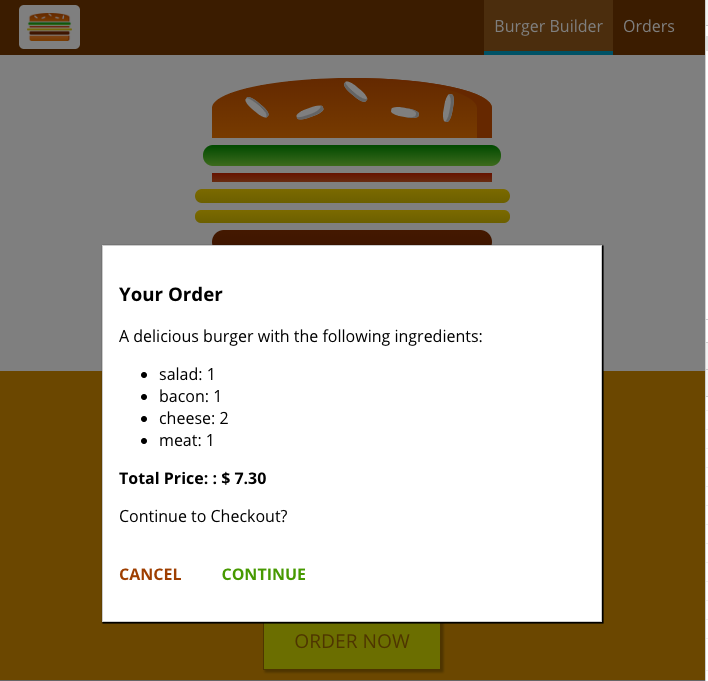 Burger Builder Orders
Your Order
A delicious burger with the following ingredients:
salad: 1
bacon: 1
cheese: 2
meat: 1
Total Price: : $ 7.30
Continue to Checkout?
CANCEL CONTINUE
ORDER NOW